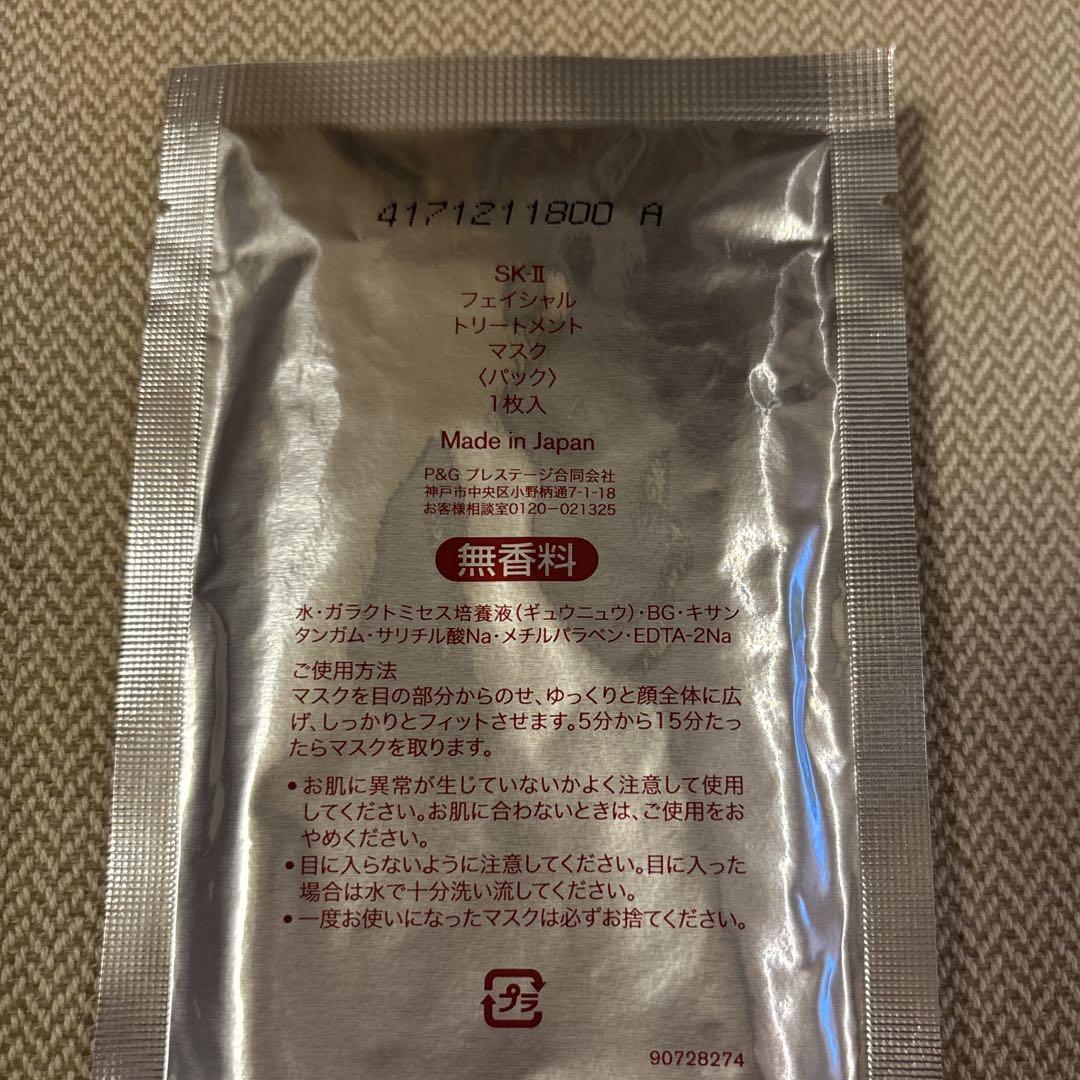 4171211800 A
SK-II
フェイシャル
トリートメント
マスク
〈パック〉
1枚入
Made in Japan
P&G プレステージ合同会社
神戸市中央区小野柄通7-1-18
お客様相談室0120-021325
無香料
水・ガラクトミセス培養液(ギュウニュウ)・BG・キサン
タンガム・サリチル酸Na・メチルパラベン・EDTA-2Na
ご使用方法
マスクを目の部分からのせ、ゆっくりと顔全体に広
げ、しっかりとフィットさせます。5分から15分たっ
たらマスクを取ります。
●お肌に異常が生じていないかよく注意して使用
してください。お肌に合わないときは、ご使用をお
やめください。
●目に入らないように注意してください。目に入った
場合は水で十分洗い流してください。
●一度お使いになったマスクは必ずお捨てください。
プラ
90728274